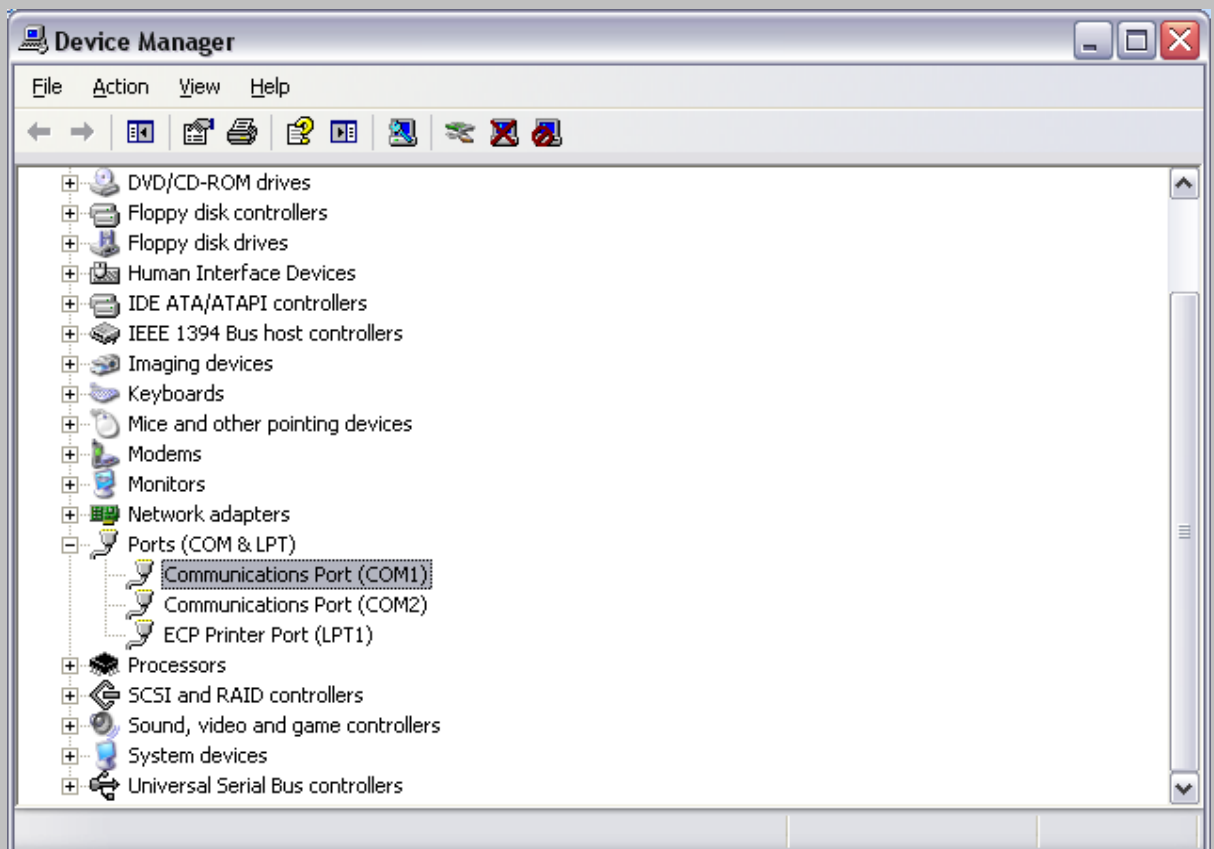 Device Manager
File Action View Help
DVD/CD-ROM drives
Floppy disk controllers
Floppy disk drives
Human Interface Devices
IDE ATA/ATAPI controllers
IEEE 1394 Bus host controllers
Imaging devices
Keyboards
Mice and other pointing devices
Modems
Monitors
Network adapters
Ports (COM & LPT)
Communications Port (COM1)
Communications Port (COM2)
ECP Printer Port (LPT1)
Processors
SCSI and RAID controllers
Sound, video and game controllers
System devices
Universal Serial Bus controllers